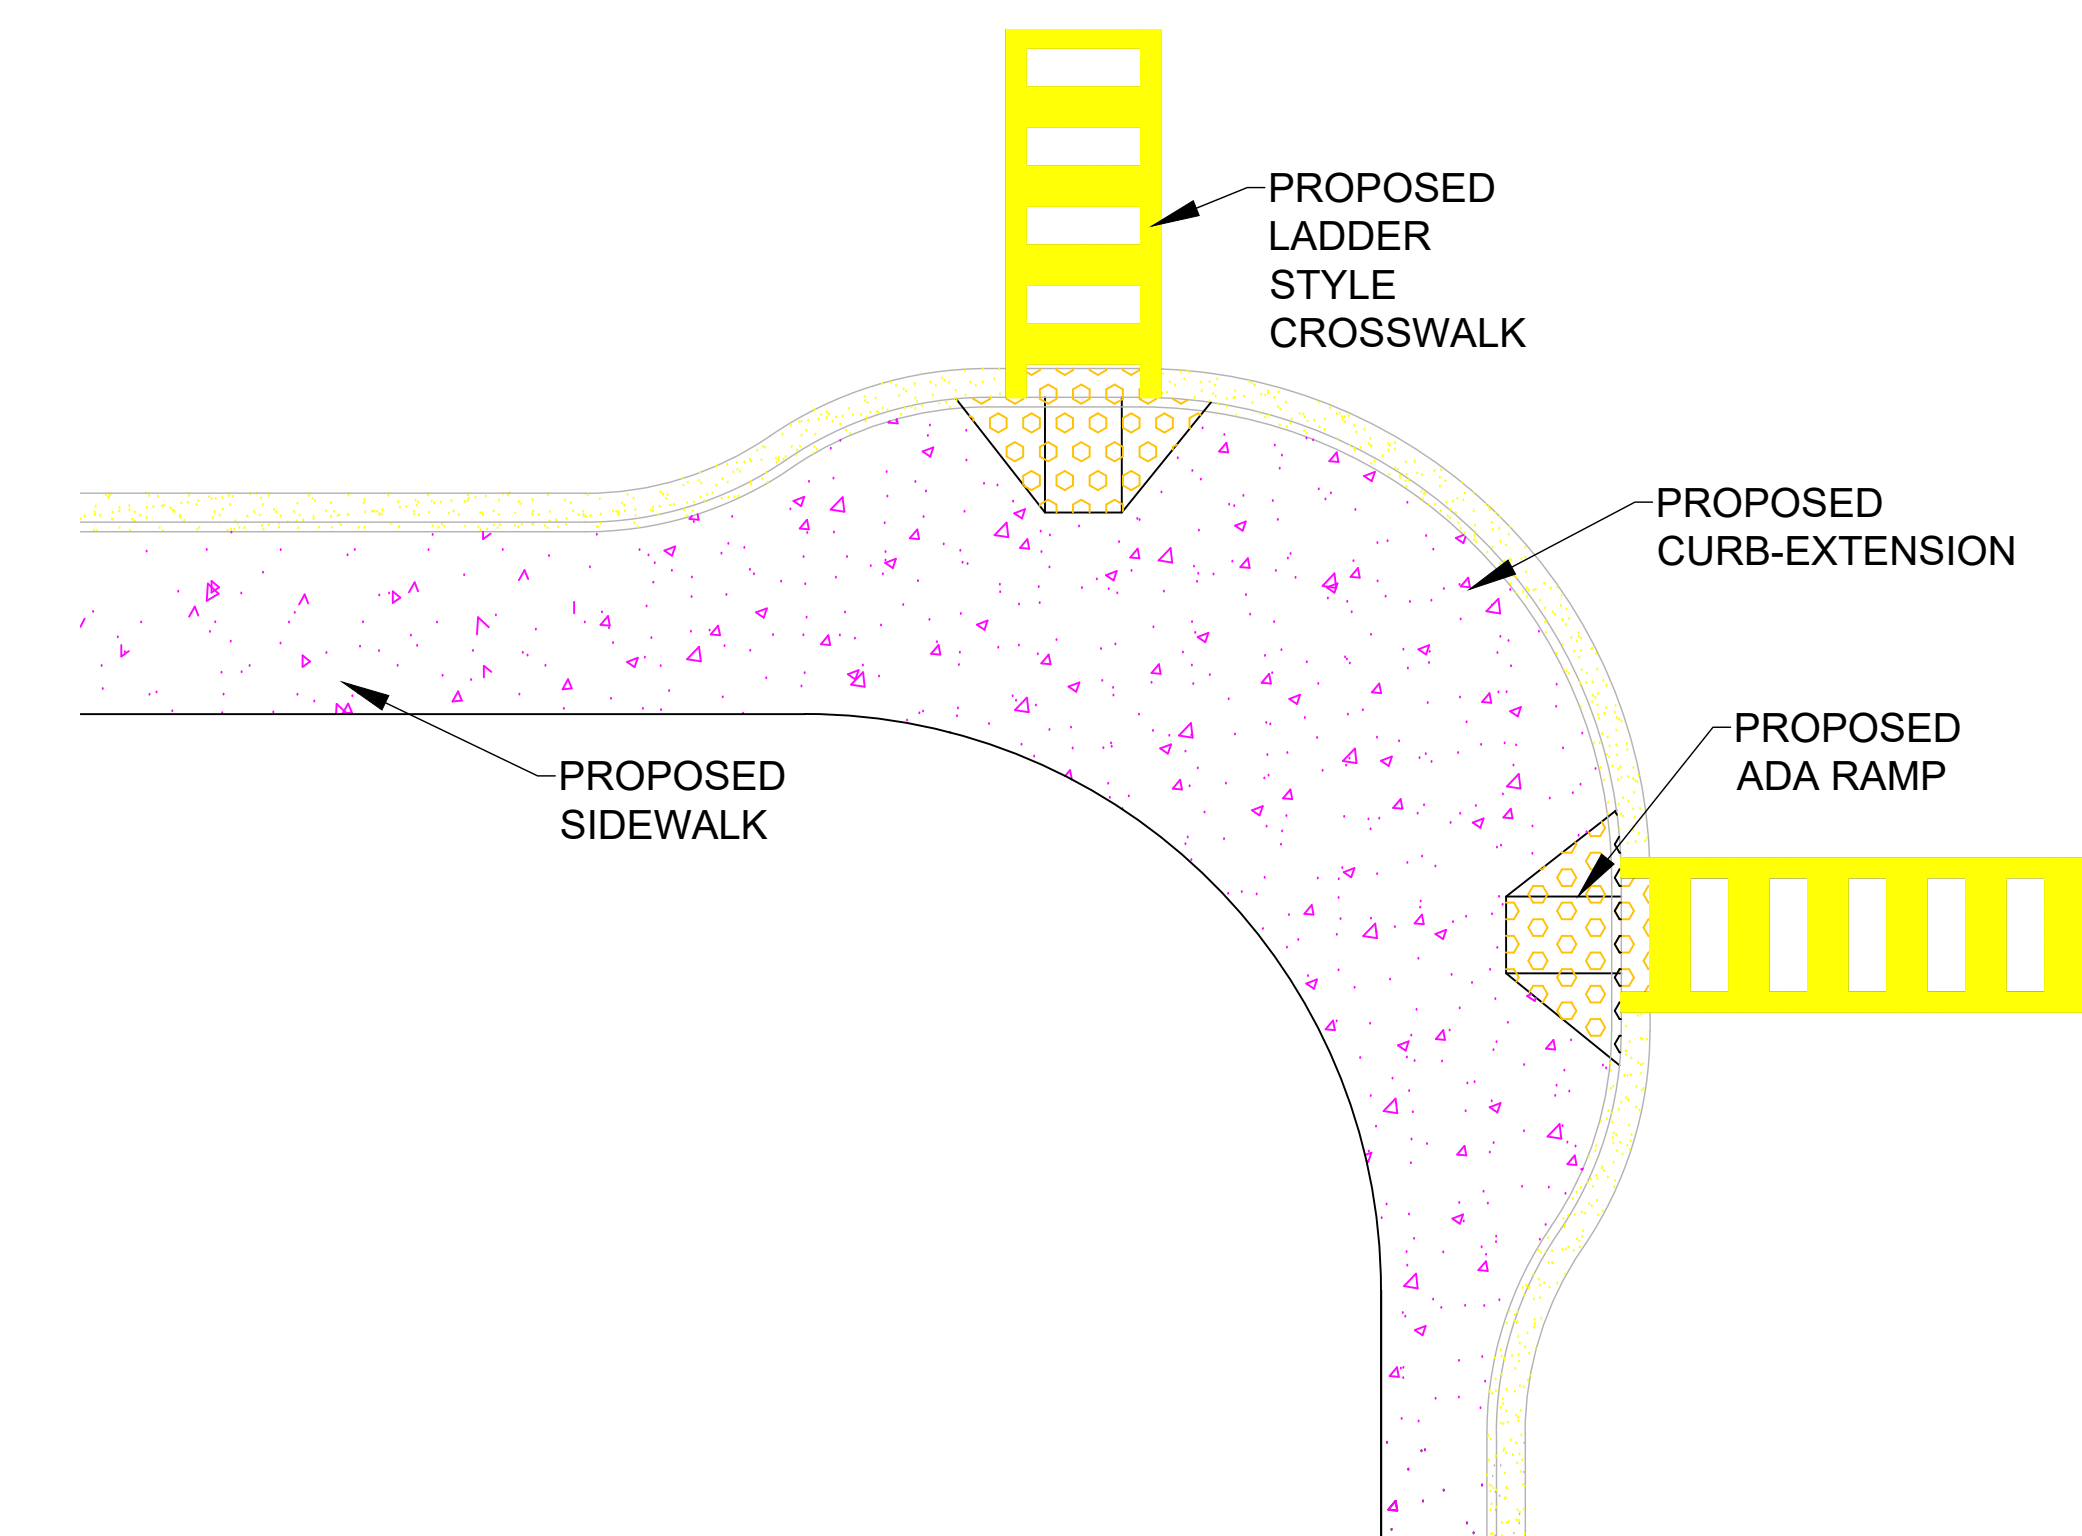 PROPOSED
LADDER
STYLE
CROSSWALK
PROPOSED
CURB-EXTENSION
PROPOSED
ADA RAMP
PROPOSED
SIDEWALK